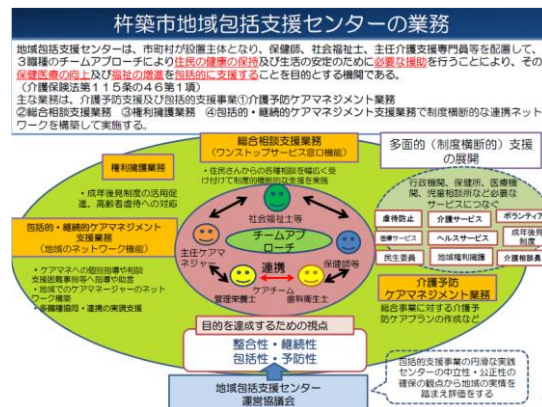 杵築市地域包括支援センターの業務
地域包括支援センターは、市町村が設置主体となり、保健師、社会福祉士、主任介護支援専門員等を配置して、
3職種のチームアプローチにより住民の健康の保持及び生活の安定のために必要な援助を行うことにより、その
保健医療の向上及び福祉の増進を包括的に支援することを目的とする機関である。
(介護保険法第115条の46第1項)
主な業務は、介護予防支援及び包括的支援事業①介護予防ケアマネジメント業務
②総合相談支援業務 ③権利擁護業務 ④包括的・継続的ケアマネジメント支援業務で制度横断的な連携ネット
ワークを構築して実施する。
総合相談支援業務
(ワンストップサービス窓口機能)
・住民さんからの各種相談を幅広く受
け付けて制度的横断的な支援を実施
多面的(制度横断的)支援
の展開
行政機関、保健所、医療機
関、児童相談所など必要な
サービスにつなぐ
虐待防止
介護サービス
ボランティア
医療サービス
ヘルスサービス
成年後見
制度
民生委員
地域権利擁護
介護相談員
権利擁護業務
・成年後見制度の活用促
進、高齢者虐待への対応
包括的・継続的ケアマネジメント
支援業務
(地域のネットワーク機能)
・ケアマネへの個別指導や相談
・支援困難事例等へ指導や助言
・地域でのケアマネージャーのネット
ワーク構築
・多職種協同・連携の実現支援
社会福祉士等
チームアプ
ローチ
主任ケアマ
ネジャー
保健師等
連携
ケアチーム
管理栄養士
歯科衛生士
介護予防
ケアマネジメント業務
総合事業に対する介護予
防ケアプランの作成など
目的を達成するための視点
整合性・継続性
包括性・予防性
地域包括支援センター
運営協議会
包括的支援事業の円滑な実践
センターの中立性・公正性の
確保の観点から地域の実情を
踏まえ評価をする